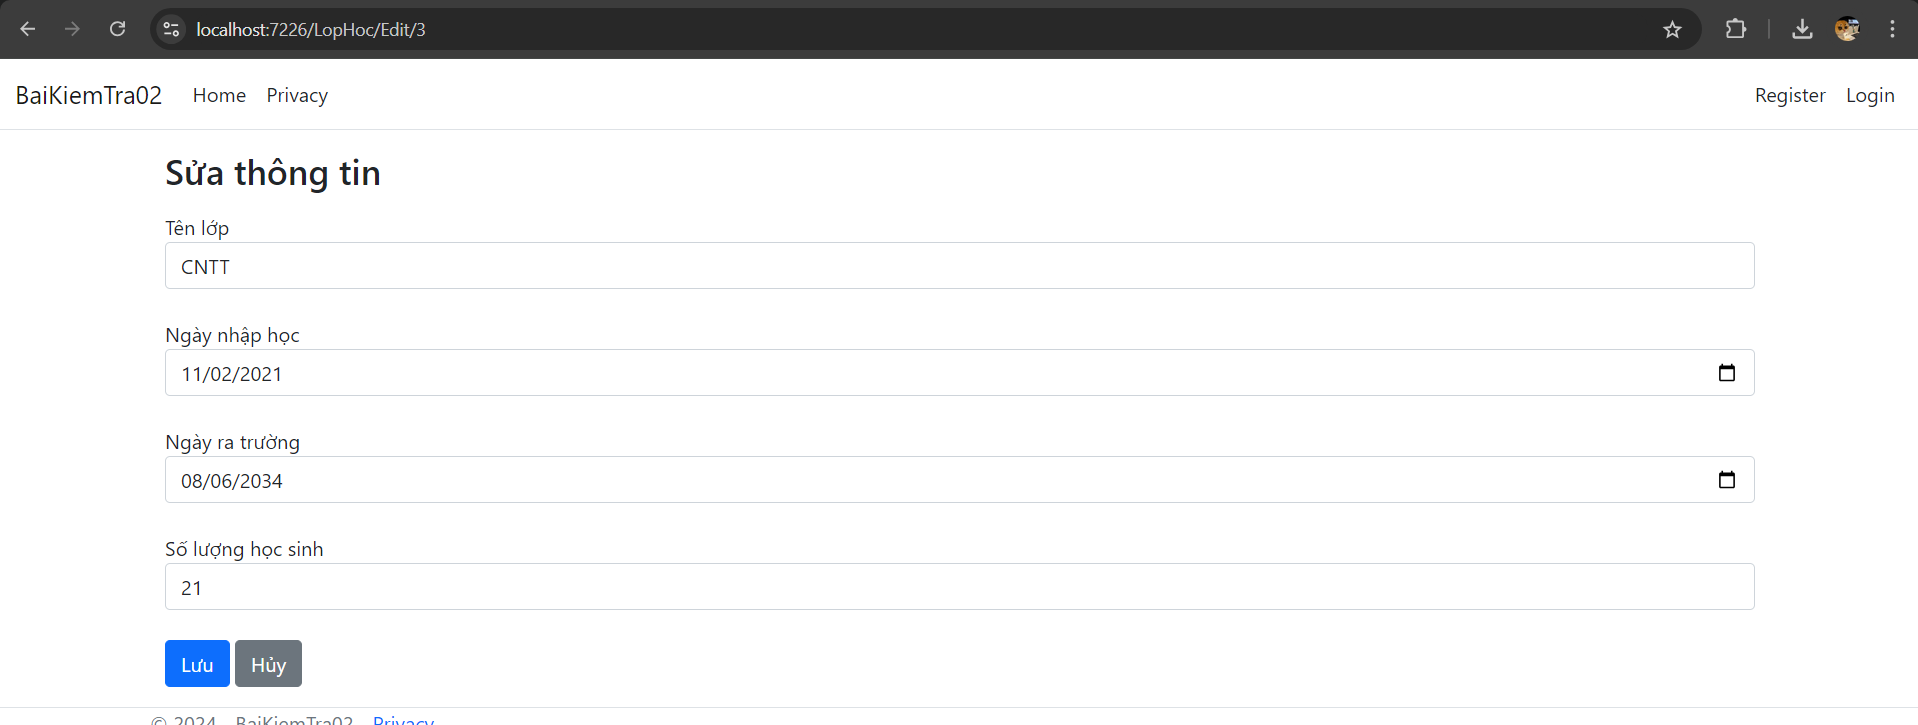 localhost:7226/LopHoc/Edit/3
BaiKiemTra02 Home Privacy Register Login
Sửa thông tin
Tên lớp
CNTT
Ngày nhập học
11/02/2021
Ngày ra trường
08/06/2034
Số lượng học sinh
21
Lưu Hủy
© 2024 - BaiKiemTra02 - Privacy